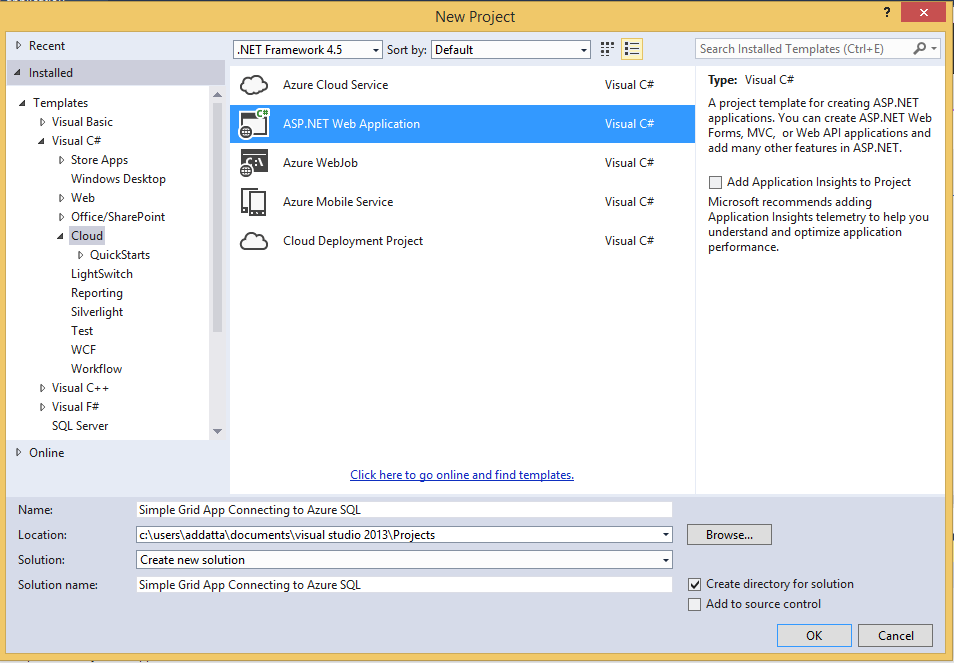 New Project
?
Recent
Installed
Templates
Visual Basic
Visual C#
Store Apps
Windows Desktop
Web
Office/SharePoint
Cloud
QuickStarts
LightSwitch
Reporting
Silverlight
Test
WCF
Workflow
Visual C++
Visual F#
SQL Server
Online
.NET Framework 4.5 Sort by: Default
Azure Cloud Service Visual C#
C#
ASP.NET Web Application Visual C#
C:\
Azure WebJob Visual C#
Azure Mobile Service Visual C#
Cloud Deployment Project Visual C#
Click here to go online and find templates.
Search Installed Templates (Ctrl+E)
Type: Visual C#
A project template for creating ASP.NET
applications. You can create ASP.NET Web
Forms, MVC, or Web API applications and
add many other features in ASP.NET.
Add Application Insights to Project
Microsoft recommends adding
Application Insights telemetry to help you
understand and optimize application
performance.
Name: Simple Grid App Connecting to Azure SQL
Location: c:\users\addatta\documents\visual studio 2013\Projects Browse...
Solution: Create new solution
Solution name: Simple Grid App Connecting to Azure SQL
Create directory for solution
Add to source control
OK Cancel